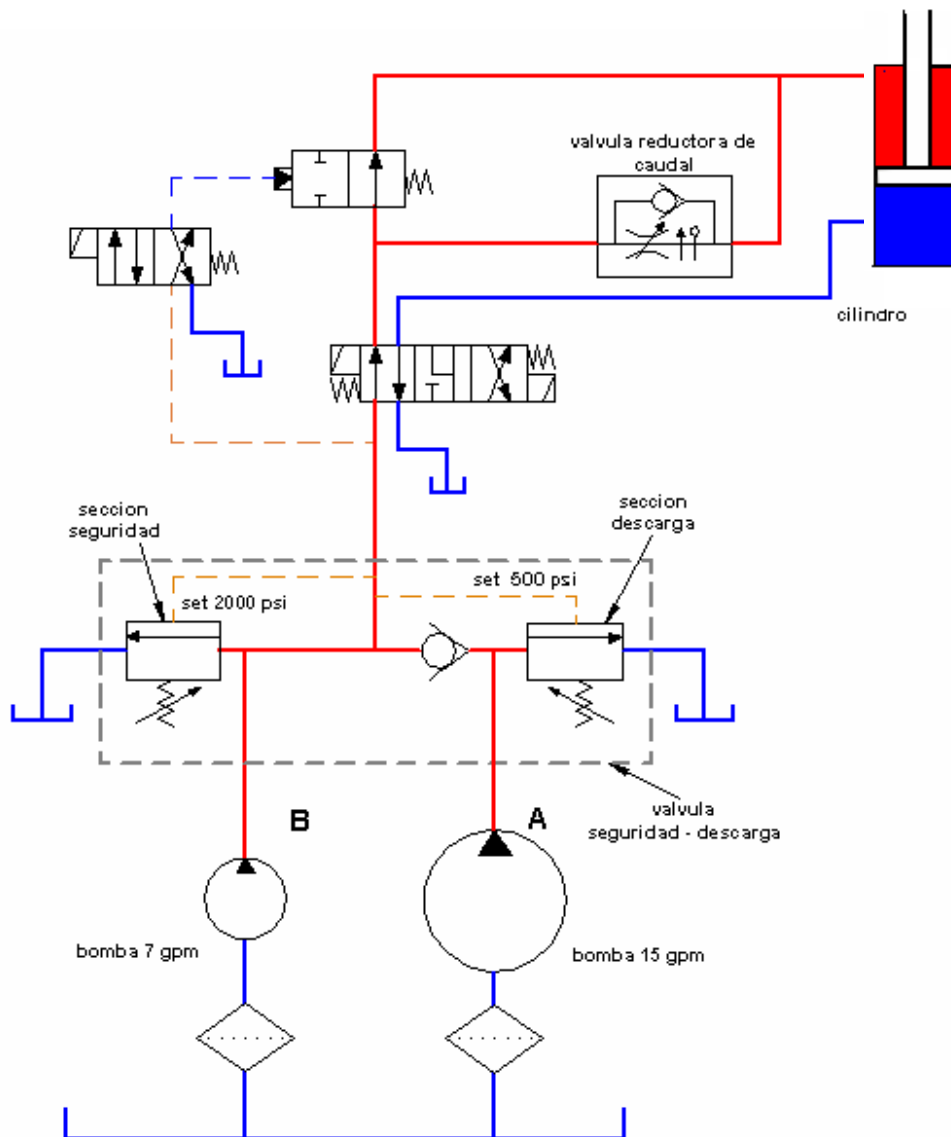 valvula reductora de
caudal
cilindro
seccion
seguridad
seccion
descarga
set 500 psi
set 2000 psi
B
A
valvula
seguridad - descarga
bomba 7 gpm
bomba 15 gpm